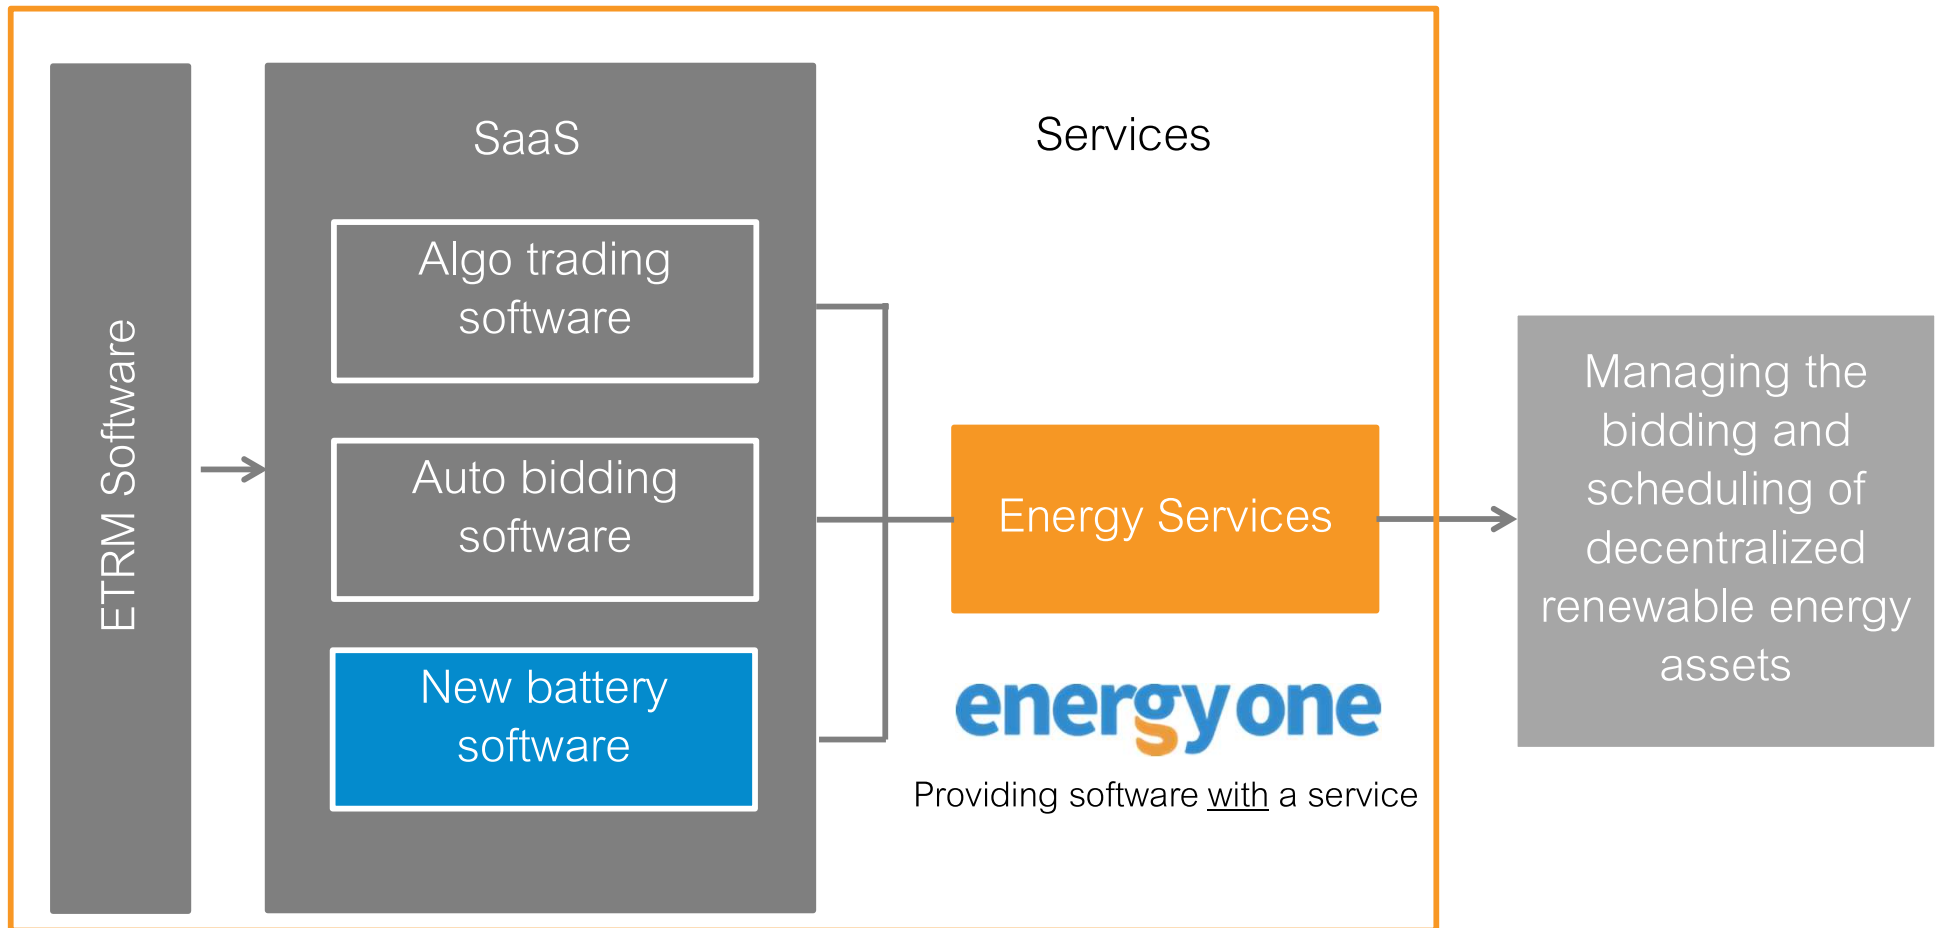 ETRM Software
SaaS
Algo trading
software
Auto bidding
software
New battery
software
Services
Energy Services
energyone
Providing software with a service
Managing the
bidding and
scheduling of
decentralized
renewable energy
assets